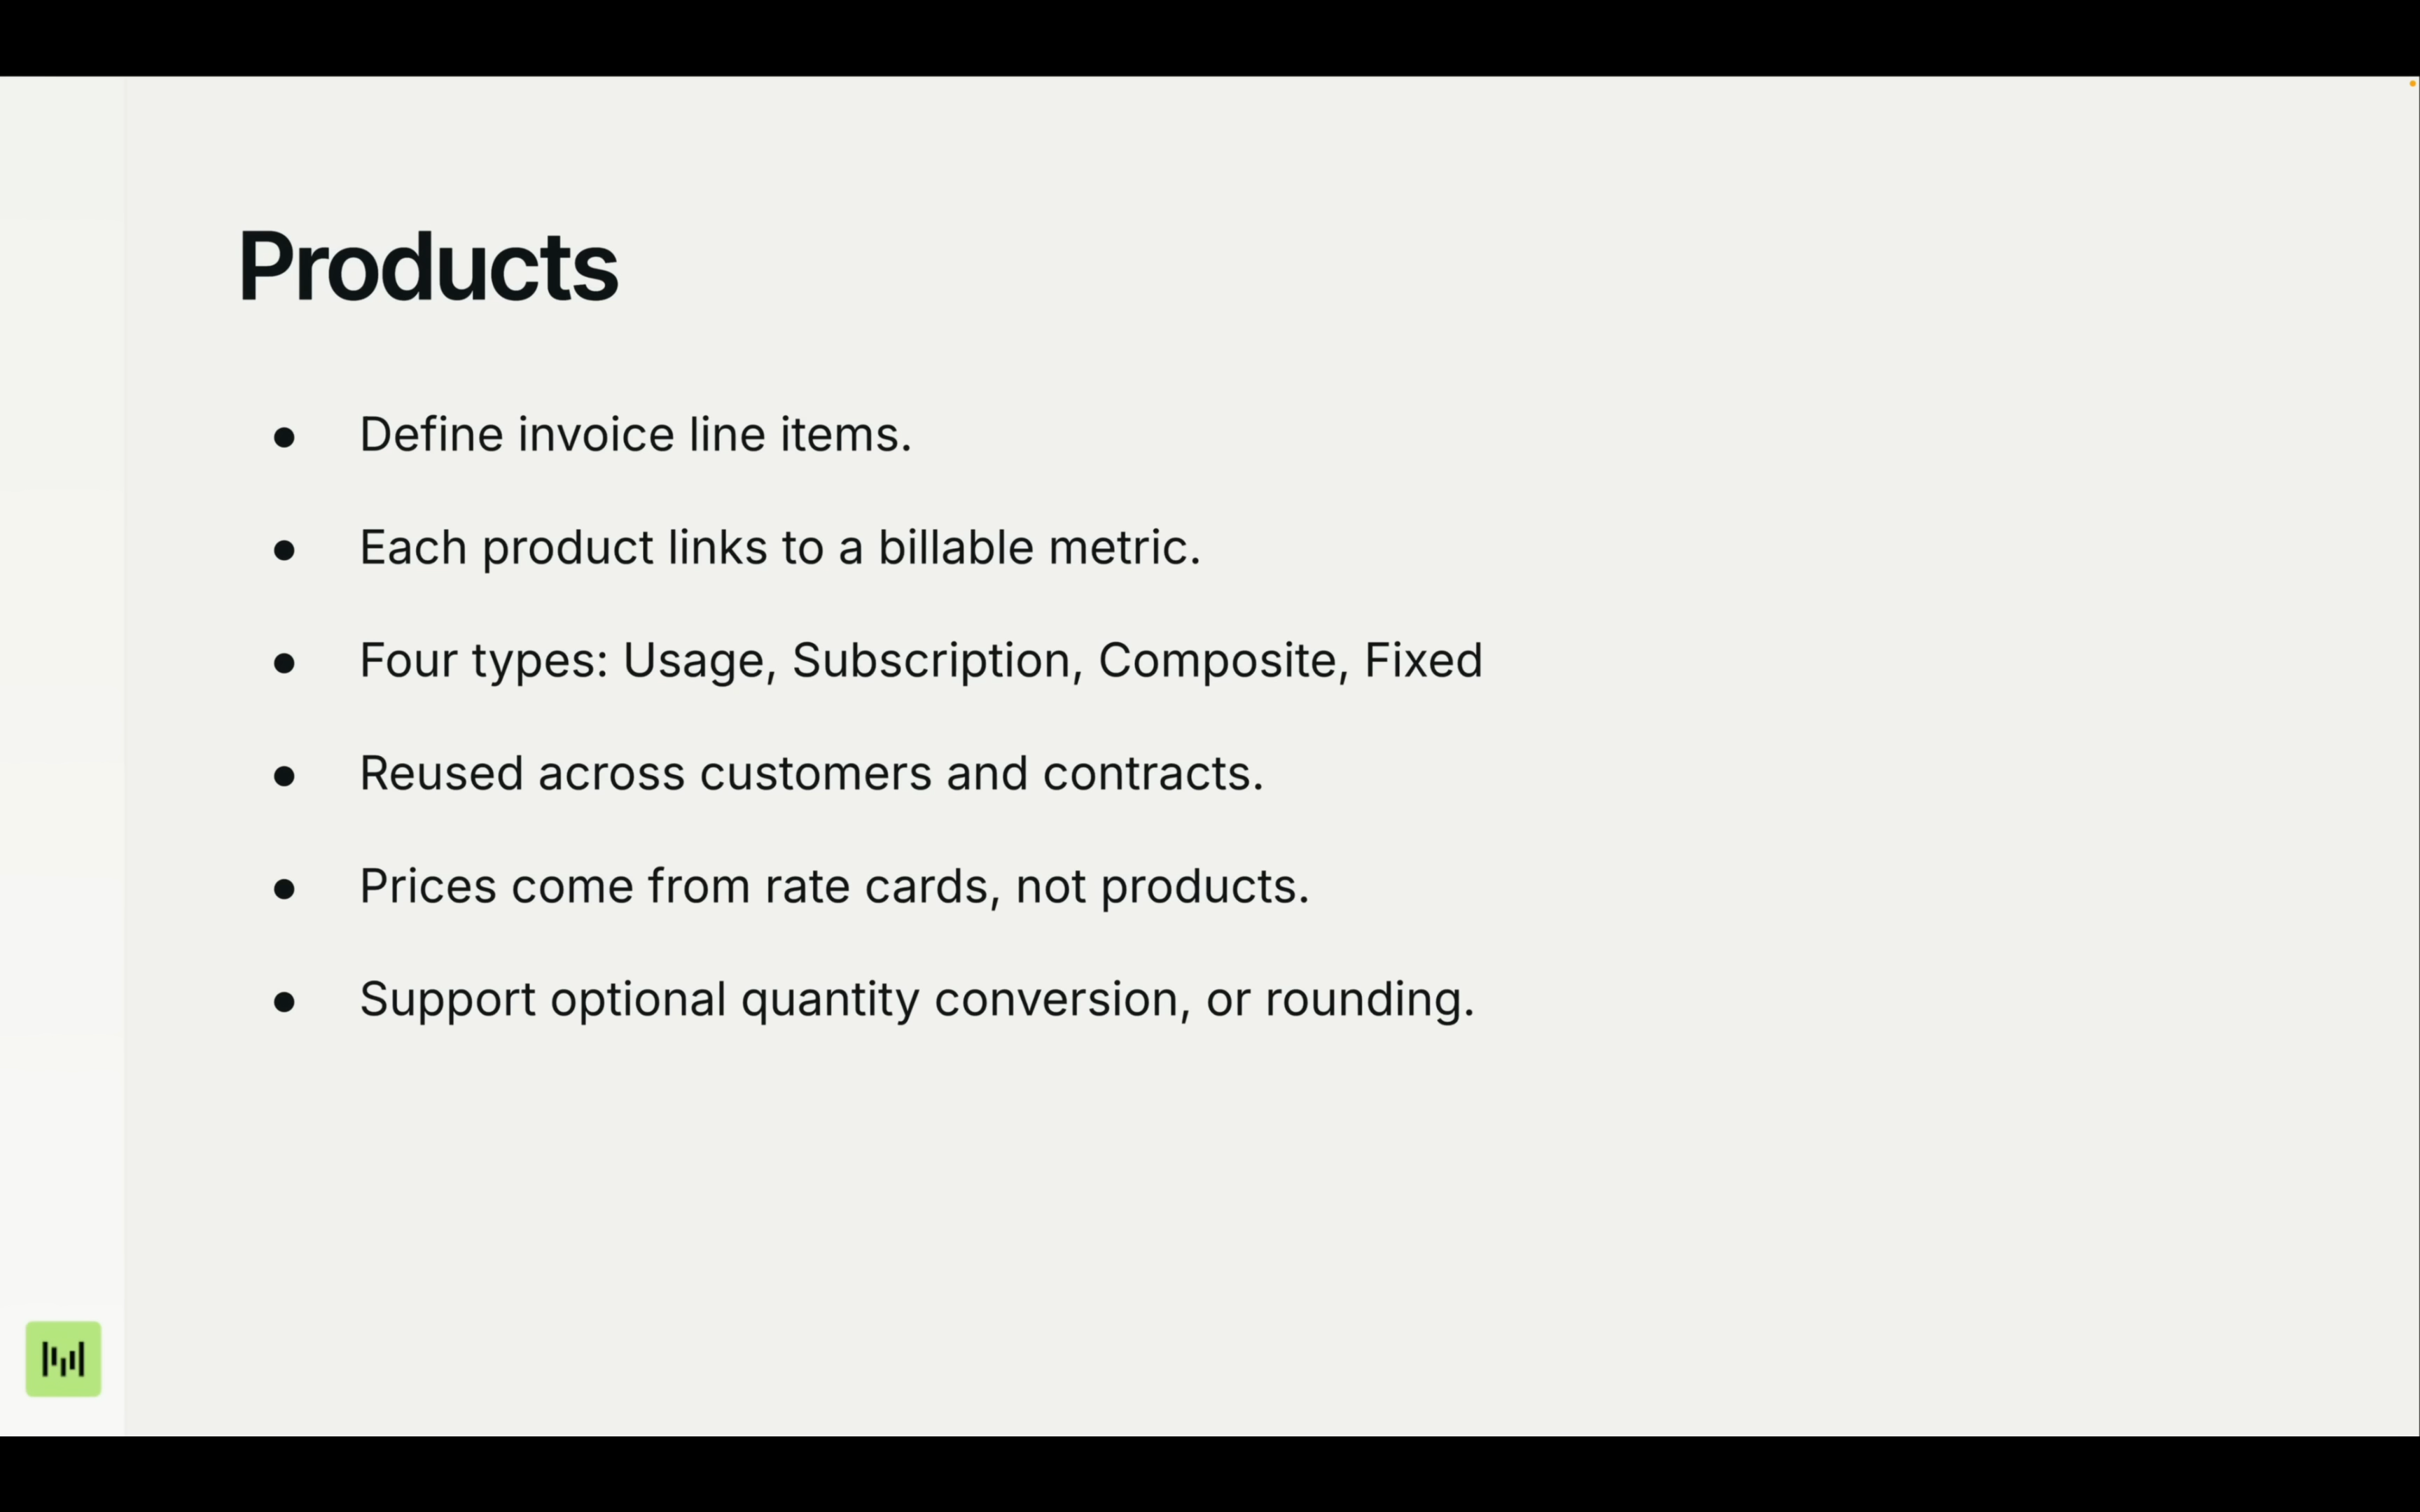 Products
● Define invoice line items.
● Each product links to a billable metric.
● Four types: Usage, Subscription, Composite, Fixed
● Reused across customers and contracts.
● Prices come from rate cards, not products.
● Support optional quantity conversion, or rounding.